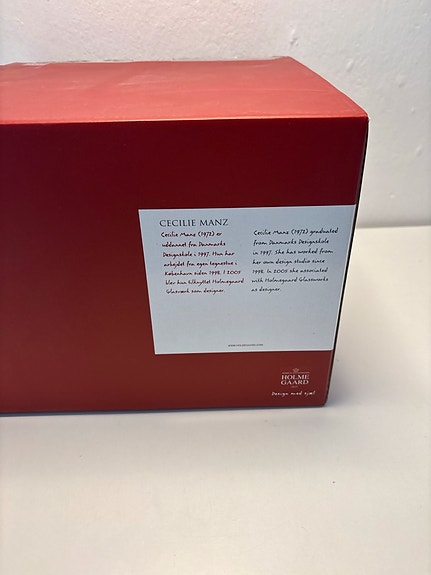 CECILIE MANZ
Cecilie Manz (1972) er
uddannet fra Danmarks
Designskole i 1997. Hun har
arbejdet fra egen tegnestue i
København siden 1998. I 2005
blev hun tilknyttet Holmegaard
Glasværk som designer.
Cecilie Manz (1972) graduated
from Danmarks Designskole
in 1997. She has worked from
her own design studio since
1998. In 2005 she associated
with Holmegaard Glassworks
as designer.
HOLME
GAARD
Design med sjæl